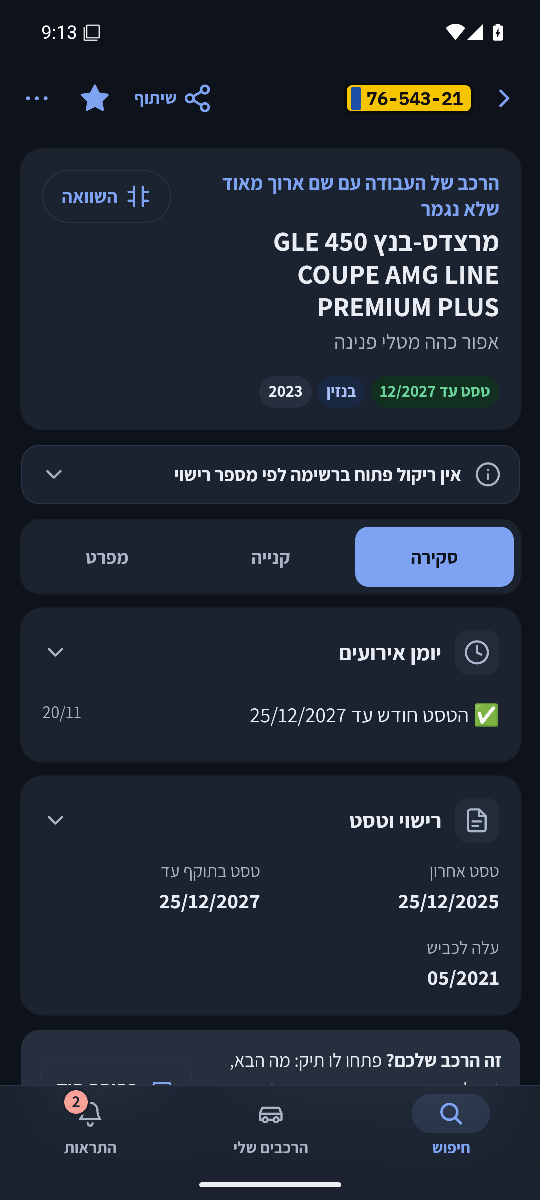 9:13
76-543-21
שיתוף
הרכב של העבודה עם שם ארוך מאוד
שלא נגמר
השוואה
מרצדס-בנץ GLE 450
COUPE AMG LINE
PREMIUM PLUS
אפור כהה מטלי פנינה
טסט עד 12/2027
בנזין
2023
אין ריקול פתוח ברשימה לפי מספר רישוי
סקירה
קנייה
מפרט
יומן אירועים
✅ הטסט חודש עד 25/12/2027
20/11
רישוי וטסט
טסט אחרון
טסט בתוקף עד
25/12/2025
25/12/2027
עלה לכביש
05/2021
זה הרכב שלכם? פתחו לו תיק: מה הבא,
חיפוש
הרכבים שלי
2
התראות